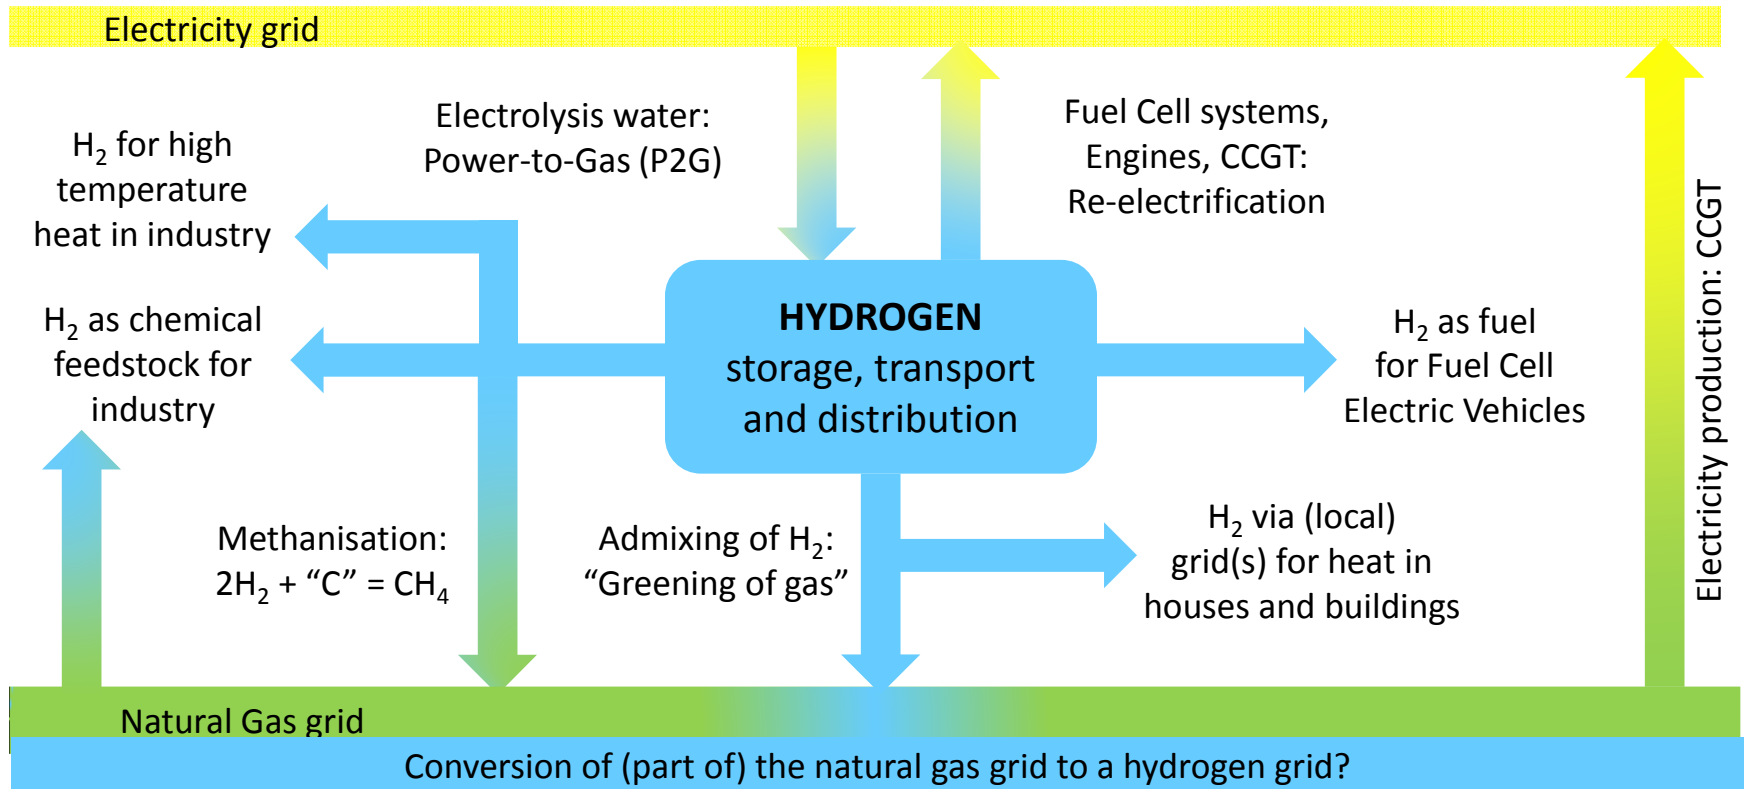 Electricity grid
Electrolysis water:
Power-to-Gas (P2G)
Fuel Cell systems,
Engines, CCGT:
Re-electrification
H₂ for high
temperature
heat in industry
H₂ as chemical
feedstock for
industry
HYDROGEN
storage, transport
and distribution
H₂ as fuel
for Fuel Cell
Electric Vehicles
Electricity production: CCGT
Methanisation:
2H₂ + “C” = CH₄
Admixing of H₂:
“Greening of gas”
H₂ via (local)
grid(s) for heat in
houses and buildings
Natural Gas grid
Conversion of (part of) the natural gas grid to a hydrogen grid?